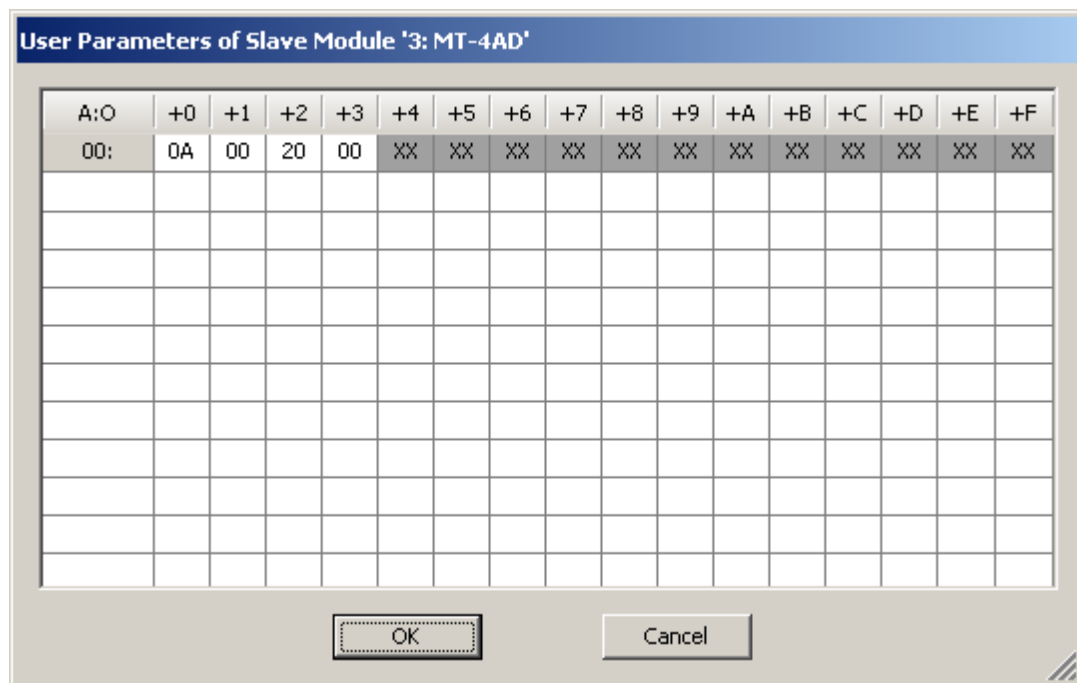 User Parameters of Slave Module '3: MT-4AD'
A:O +0 +1 +2 +3 +4 +5 +6 +7 +8 +9 +A +B +C +D +E +F
00: 0A 00 20 00 XX XX XX XX XX XX XX XX XX XX XX XX
OK Cancel